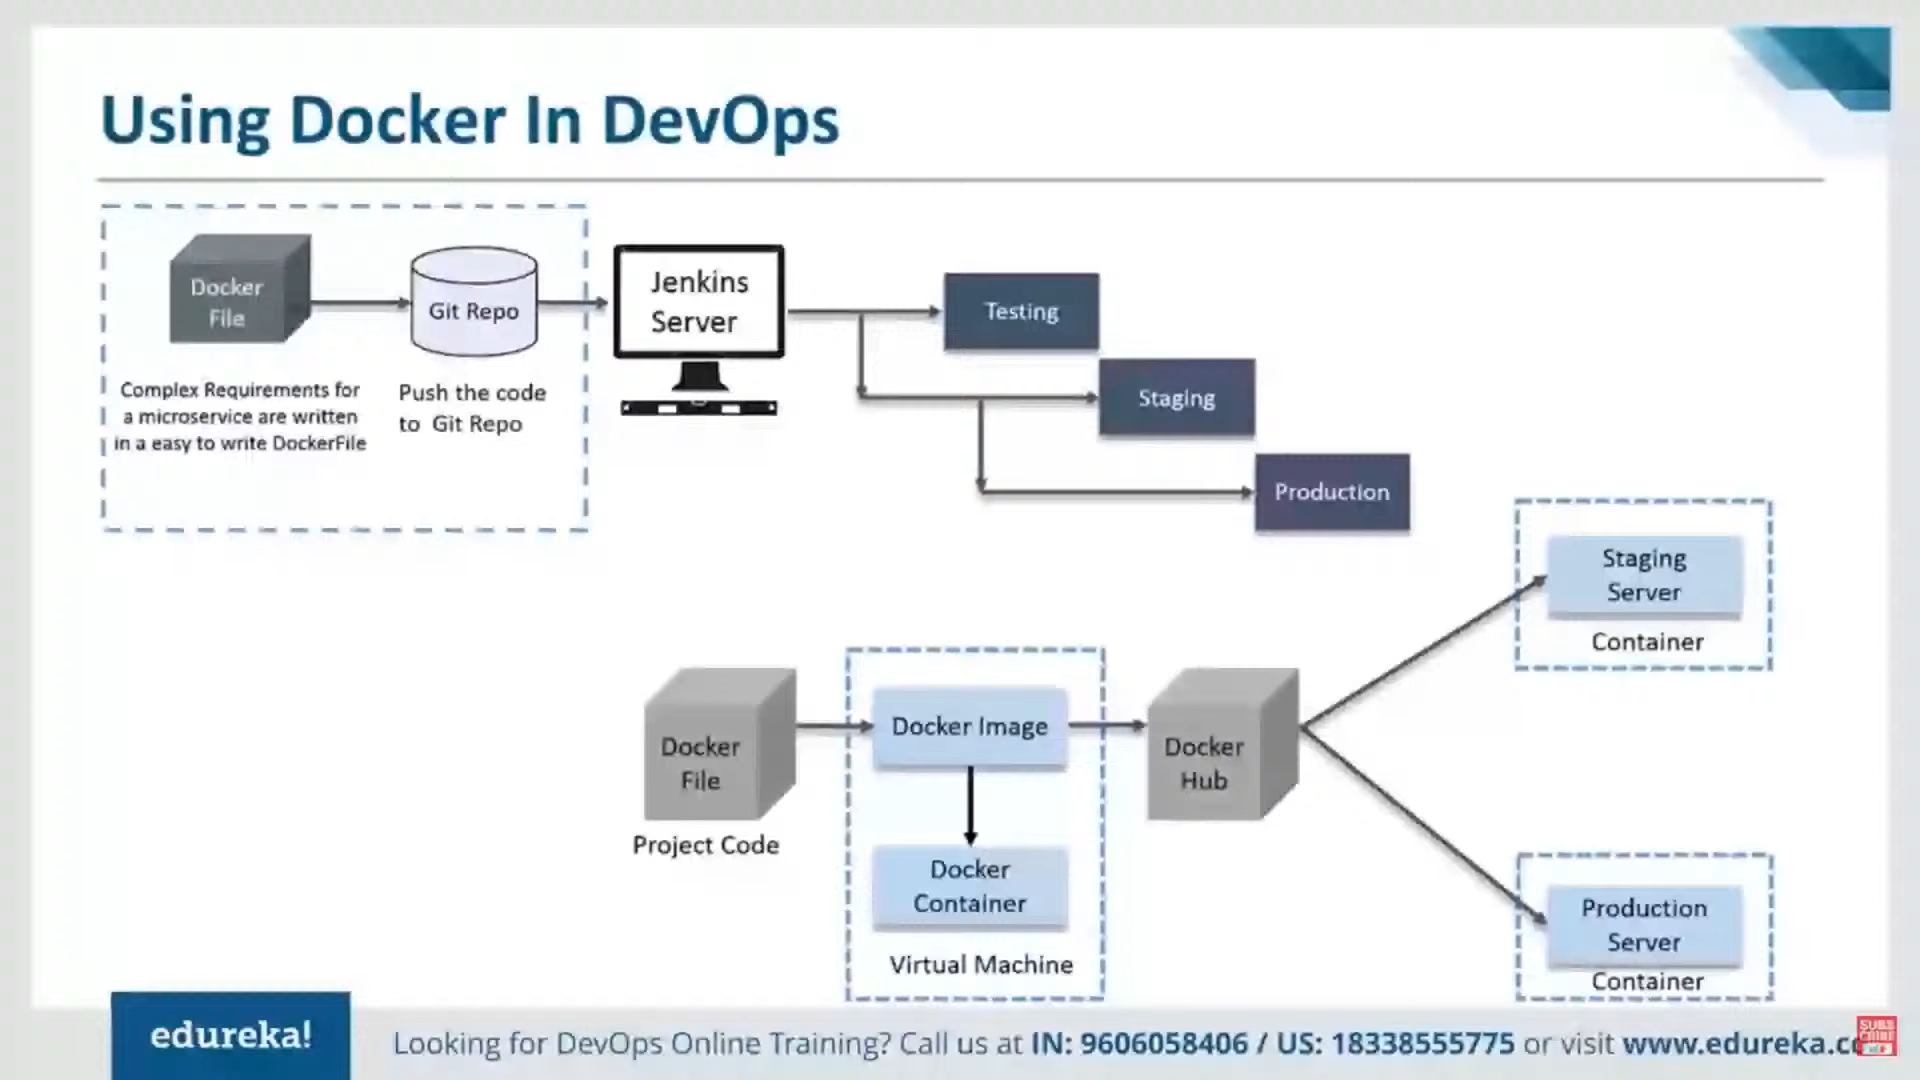 Using Docker In DevOps
Docker
File
Git Repo
Complex Requirements for
a microservice are written
in a easy to write DockerFile
Push the code
to Git Repo
Jenkins
Server
Testing
Staging
Production
Docker
File
Project Code
Docker Image
Docker
Container
Virtual Machine
Docker
Hub
Staging
Server
Container
Production
Server
Container
edureka!
Looking for DevOps Online Training? Call us at IN: 9606058406 / US: 18338555775 or visit www.edureka.co
SUBS
CRIBE